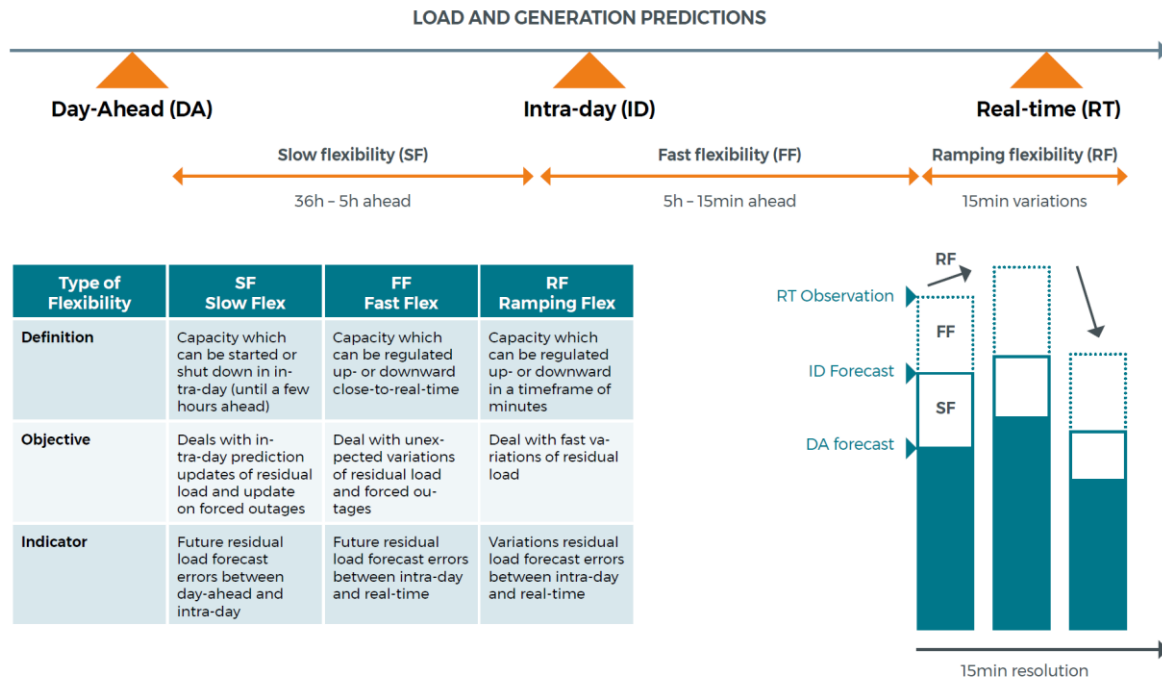 LOAD AND GENERATION PREDICTIONS
Day-Ahead (DA)
Intra-day (ID)
Real-time (RT)
Slow flexibility (SF)
Fast flexibility (FF)
Ramping flexibility (RF)
36h – 5h ahead
5h – 15min ahead
15min variations
Type of
Flexibility
SF
Slow Flex
FF
Fast Flex
RF
Ramping Flex
Definition
Capacity which
can be started or
shut down in in-
tra-day (until a few
hours ahead)
Capacity which
can be regulated
up- or downward
close-to-real-time
Capacity which
can be regulated
up- or downward
in a timeframe of
minutes
Objective
Deals with in-
tra-day prediction
updates of residual
load and update
on forced outages
Deal with unex-
pected variations
of residual load
and forced ou-
tages
Deal with fast va-
riations of residual
load
Indicator
Future residual
load forecast
errors between
day-ahead and
intra-day
Future residual
load forecast errors
between intra-day
and real-time
Variations residual
load forecast errors
between intra-day
and real-time
RF
RT Observation
FF
ID Forecast
SF
DA forecast
15min resolution